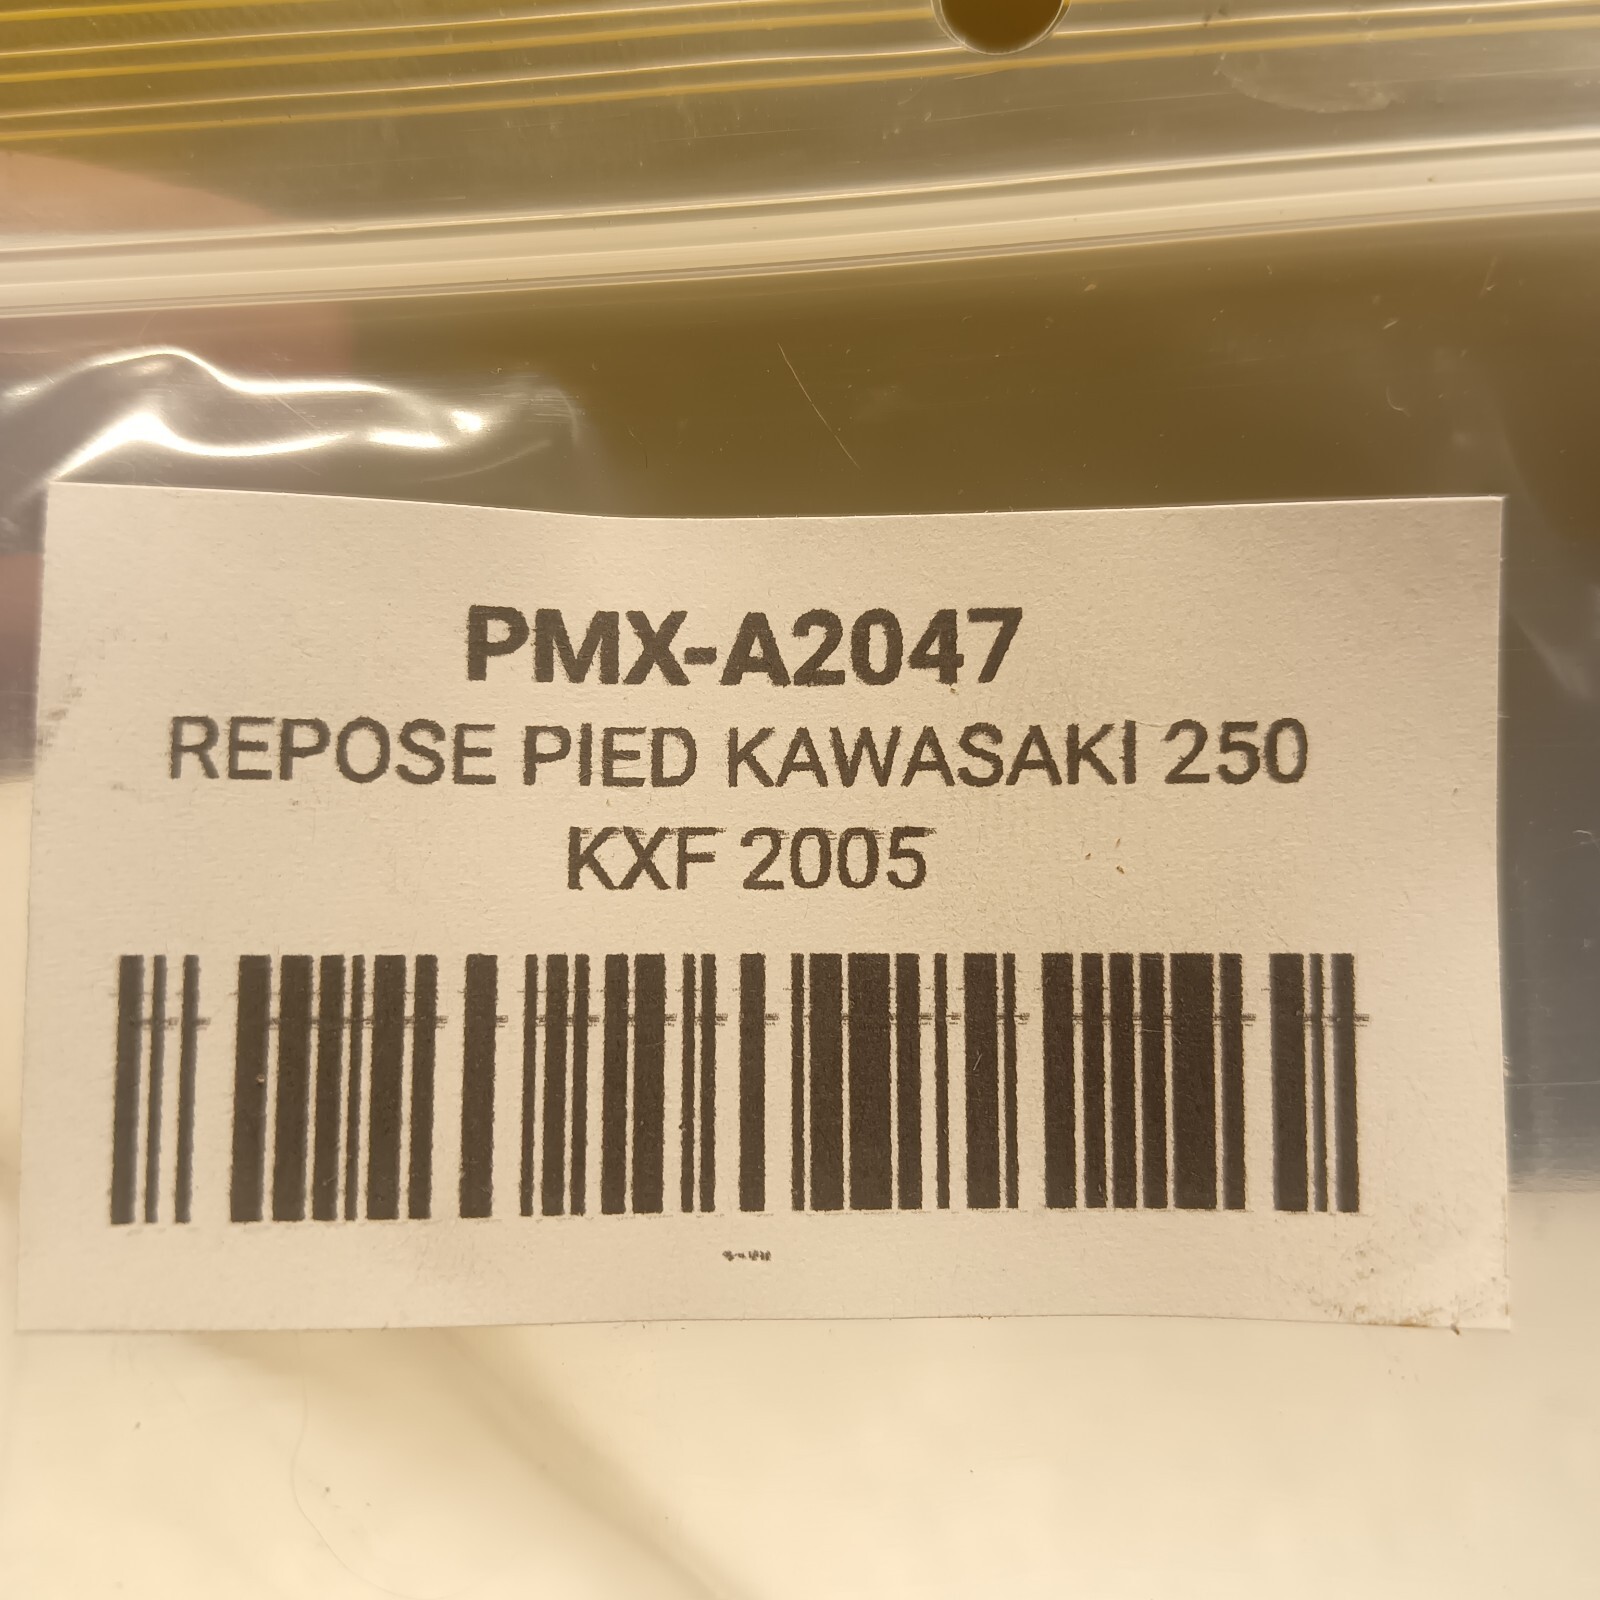 PMX-A2047
REPOSE PIED KAWASAKI 250
KXF 2005